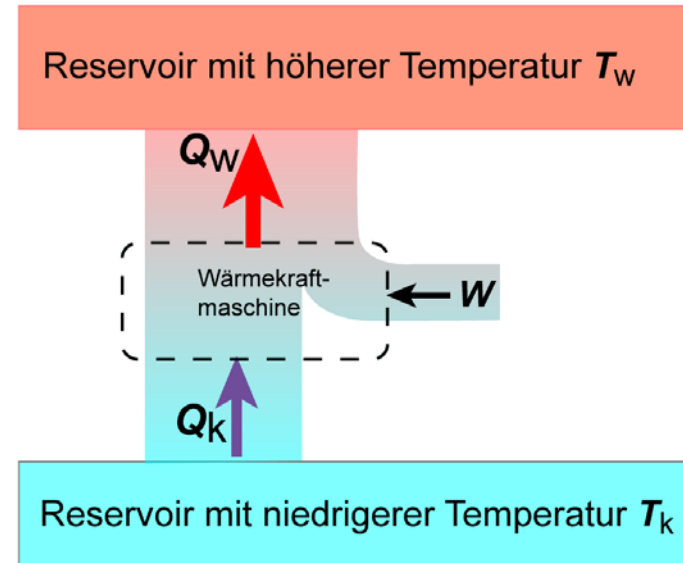 Reservoir mit höherer Temperatur Tw
Qw
Wärmekraft-
maschine
W
Qk
Reservoir mit niedrigerer Temperatur Tk